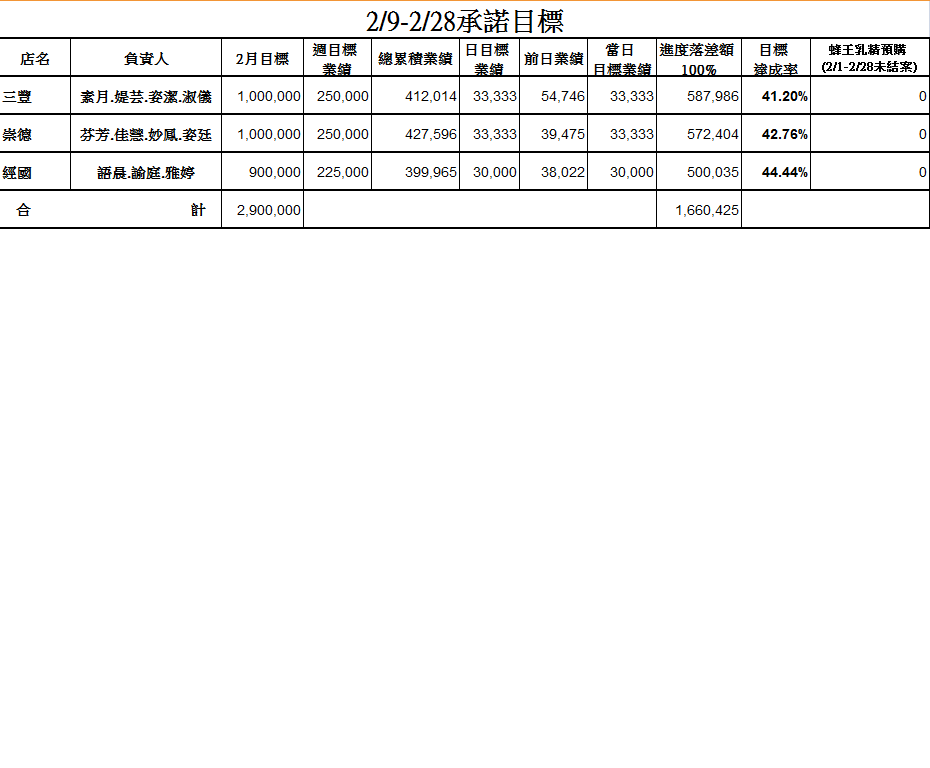 2/9-2/28承諾目標
店名 負責人 2月目標 週目標業績 總累積業績 日目標業績 前日業績 當日目標業績 進度落差額100% 目標達成率 蜂王乳精預購(2/1-2/28未結案)
三豐 素月.媞芸.姿潔.淑儀 1,000,000 250,000 412,014 33,333 54,746 33,333 587,986 41.20% 0
崇德 芬芳.佳慧.妙鳳.姿廷 1,000,000 250,000 427,596 33,333 39,475 33,333 572,404 42.76% 0
經國 語晨.諭庭.雅婷 900,000 225,000 399,965 30,000 38,022 30,000 500,035 44.44% 0
合計 2,900,000 1,660,425